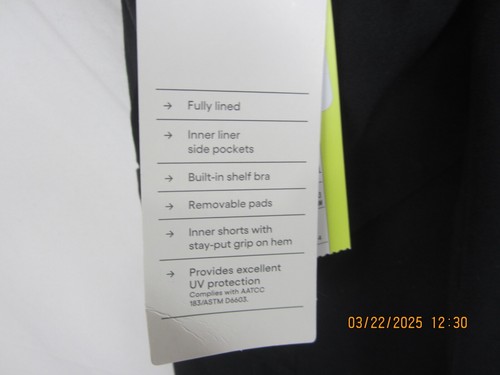 → Fully lined
→ Inner liner
side pockets
→ Built-in shelf bra
→ Removable pads
→ Inner shorts with
stay-put grip on hem
→ Provides excellent
UV protection
Complies with AATCC
183/ASTM D6603.
03/22/2025 12:30